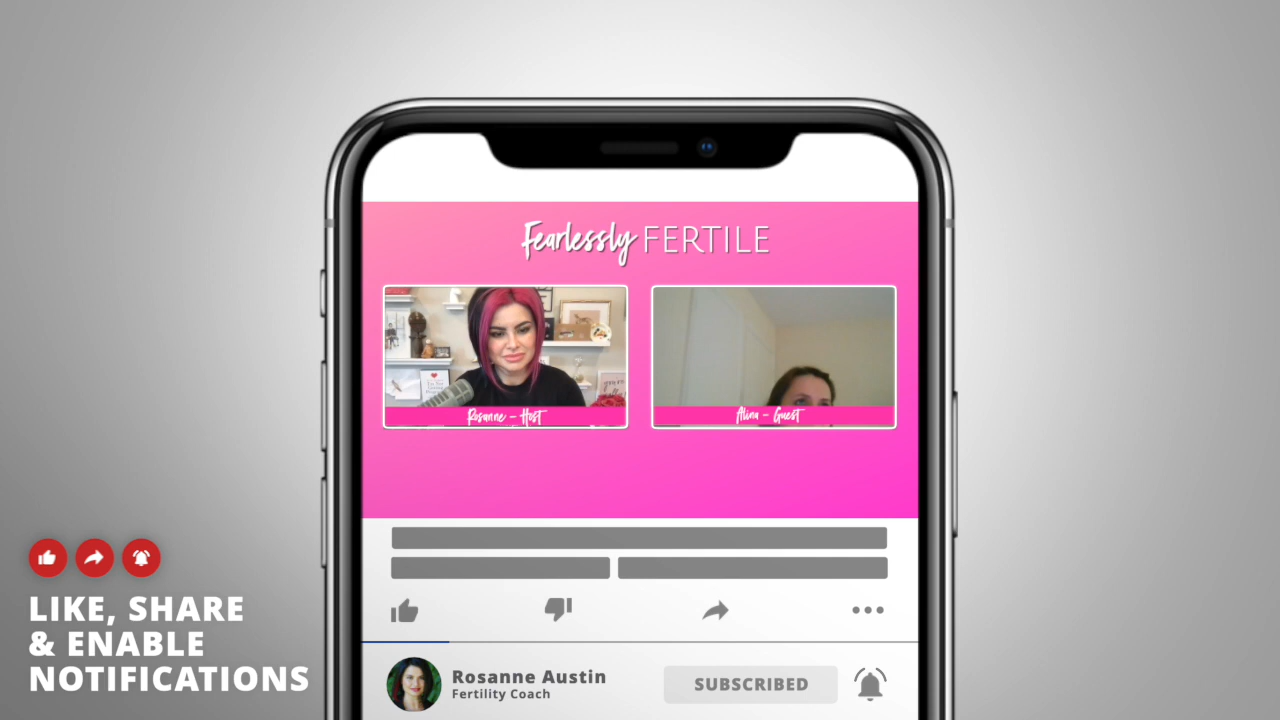 Fearlessly FERTILE
Rosanne - Host
Alina - Guest
LIKE, SHARE
& ENABLE
NOTIFICATIONS
Rosanne Austin
Fertility Coach
SUBSCRIBED